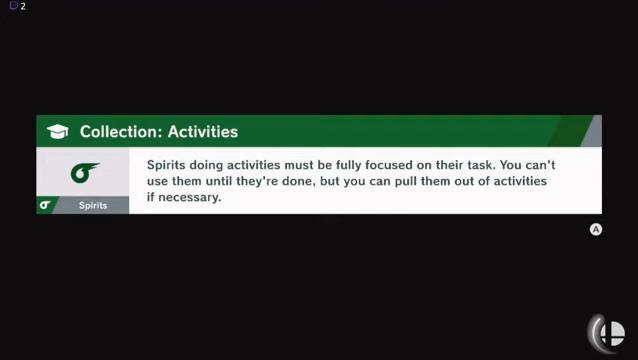 2
Collection: Activities
Spirits doing activities must be fully focused on their task. You can't
use them until they're done, but you can pull them out of activities
if necessary.
Spirits
A